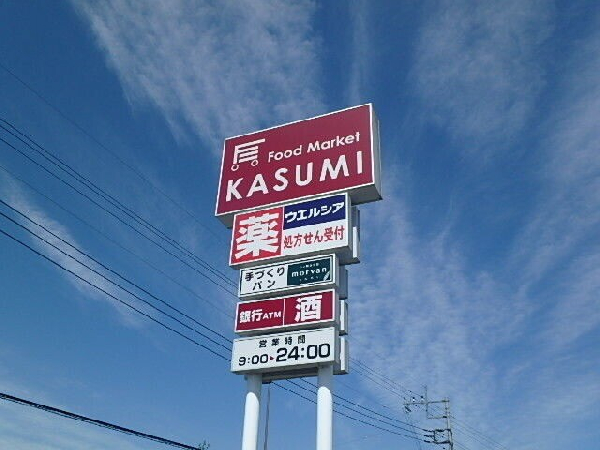 Food Market
KASUMI
薬
ウエルシア
処方せん受付
手づくり
パン
morvan
銀行ATM
酒
営業時間
9:00▸24:00